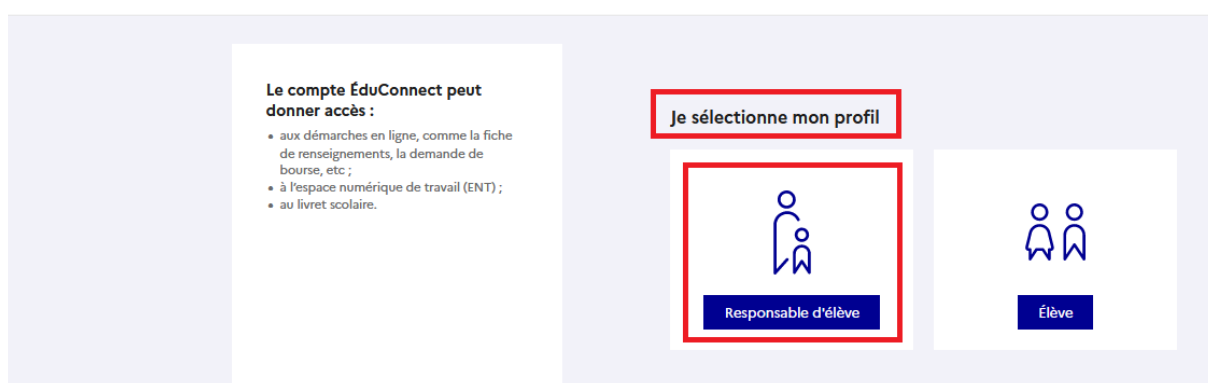 Le compte ÉduConnect peut
donner accès :
• aux démarches en ligne, comme la fiche
de renseignements, la demande de
bourse, etc ;
• à l'espace numérique de travail (ENT) ;
• au livret scolaire.
Je sélectionne mon profil
Responsable d'élève
Élève